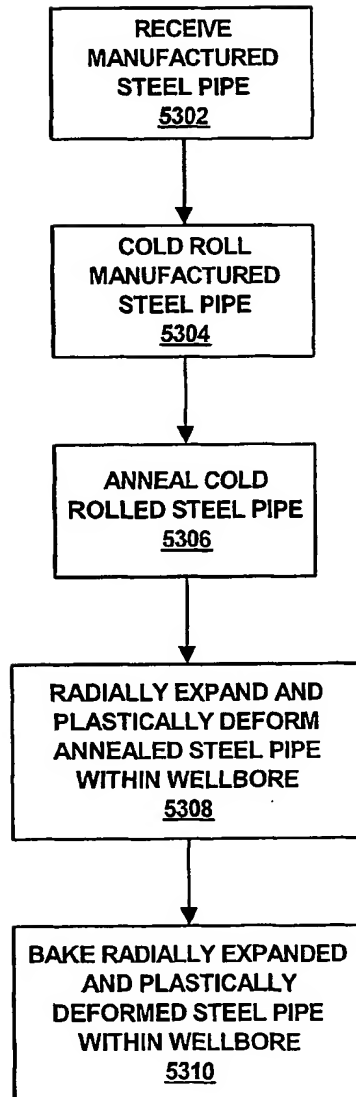 RECEIVE
MANUFACTURED
STEEL PIPE
5302
COLD ROLL
MANUFACTURED
STEEL PIPE
5304
ANNEAL COLD
ROLLED STEEL PIPE
5306
RADIALLY EXPAND AND
PLASTICALLY DEFORM
ANNEALED STEEL PIPE
WITHIN WELLBORE
5308
BAKE RADIALLY EXPANDED
AND PLASTICALLY
DEFORMED STEEL PIPE
WITHIN WELLBORE
5310